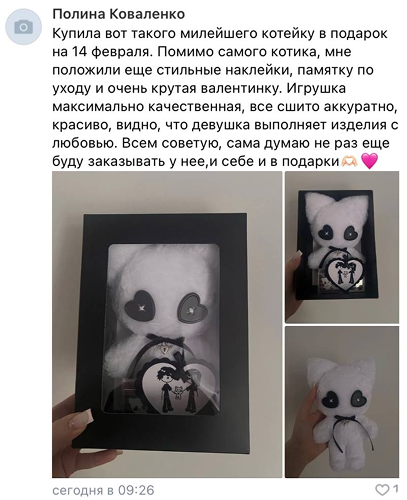 Полина Коваленко
Купила вот такого милейшего котейку в подарок
на 14 февраля. Помимо самого котика, мне
положили еще стильные наклейки, памятку по
уходу и очень крутая валентинку. Игрушка
максимально качественная, все сшито аккуратно,
красиво, видно, что девушка выполняет изделия с
любовью. Всем советую, сама думаю не раз еще
буду заказывать у нее,и себе и в подарки🫶🏻🩷
сегодня в 09:26
1